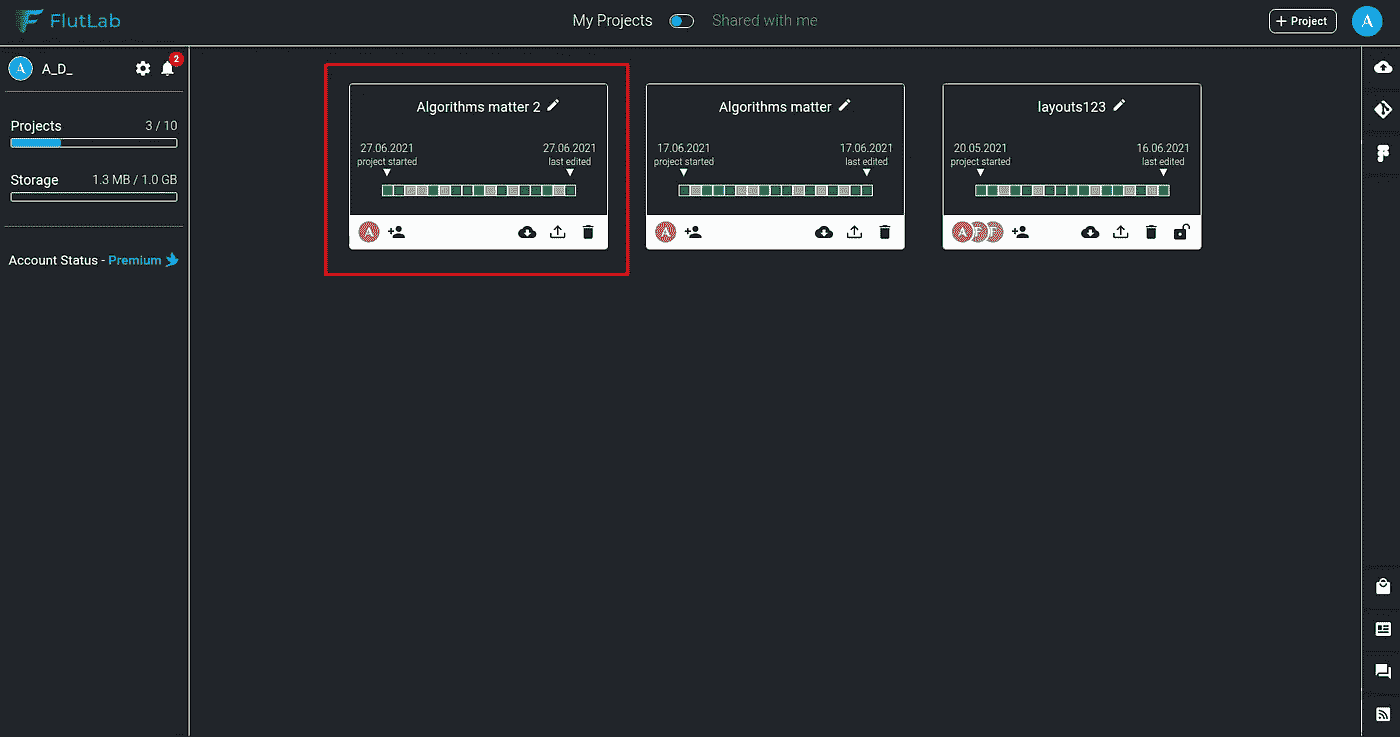 FlutLab
My Projects Shared with me
+ Project A
A A_D_ 2
Projects 3 / 10
Storage 1.3 MB / 1.0 GB
Account Status - Premium
Algorithms matter 2
27.06.2021 27.06.2021
project started last edited
A
Algorithms matter
17.06.2021 17.06.2021
project started last edited
A
layouts123
20.05.2021 16.06.2021
project started last edited
A F F